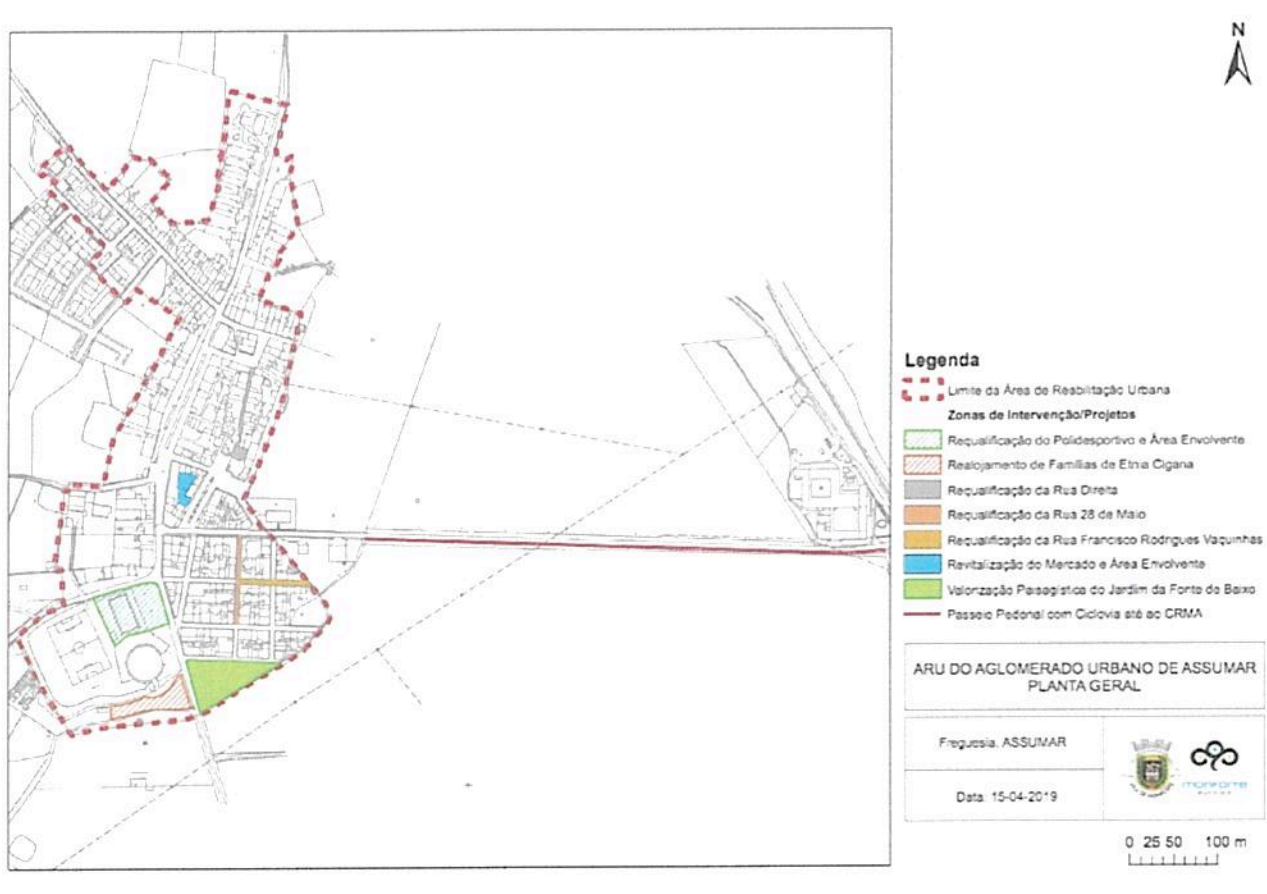 N
Legenda
Limite da Área de Reabilitação Urbana
Zonas de Intervenção/Projetos
Requalificação do Polidesportivo e Área Envolvente
Realojamento de Famílias de Etnia Cigana
Requalificação da Rua Direita
Requalificação da Rua 28 de Maio
Requalificação da Rua Francisco Rodrigues Vaquinhas
Revitalização do Mercado e Área Envolvente
Valorização Paisagística do Jardim da Fonte de Baixo
Passeio Pedonal com Ciclovia até ao CRMA
ARU DO AGLOMERADO URBANO DE ASSUMAR
PLANTA GERAL
Freguesia: ASSUMAR
Data: 15-04-2019
monforte
0 25 50 100 m